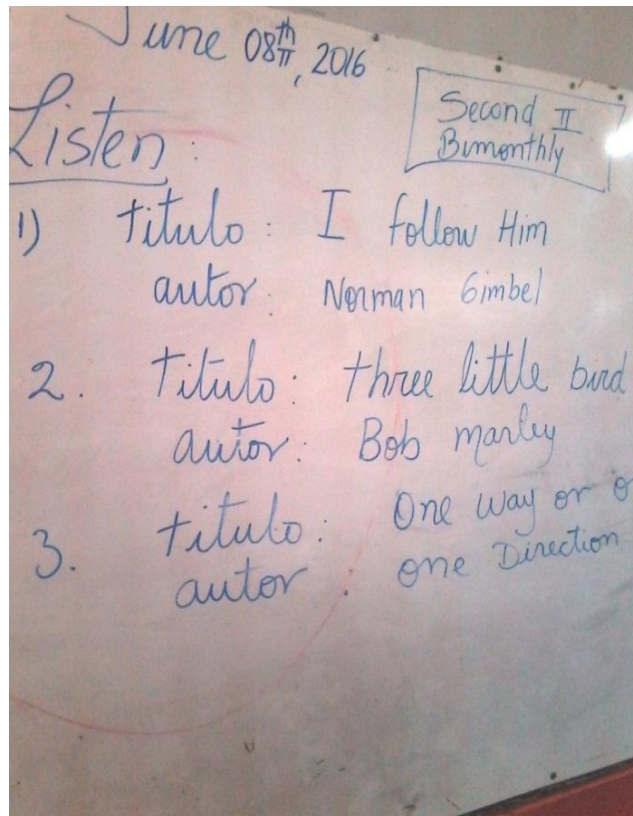 June 08th, 2016
Second II
Bimonthly
Listen:
1) titulo: I follow Him
autor: Norman Gimbel
2. titulo: three little bird
autor: Bob marley
3. titulo: One way or
autor: one Direction